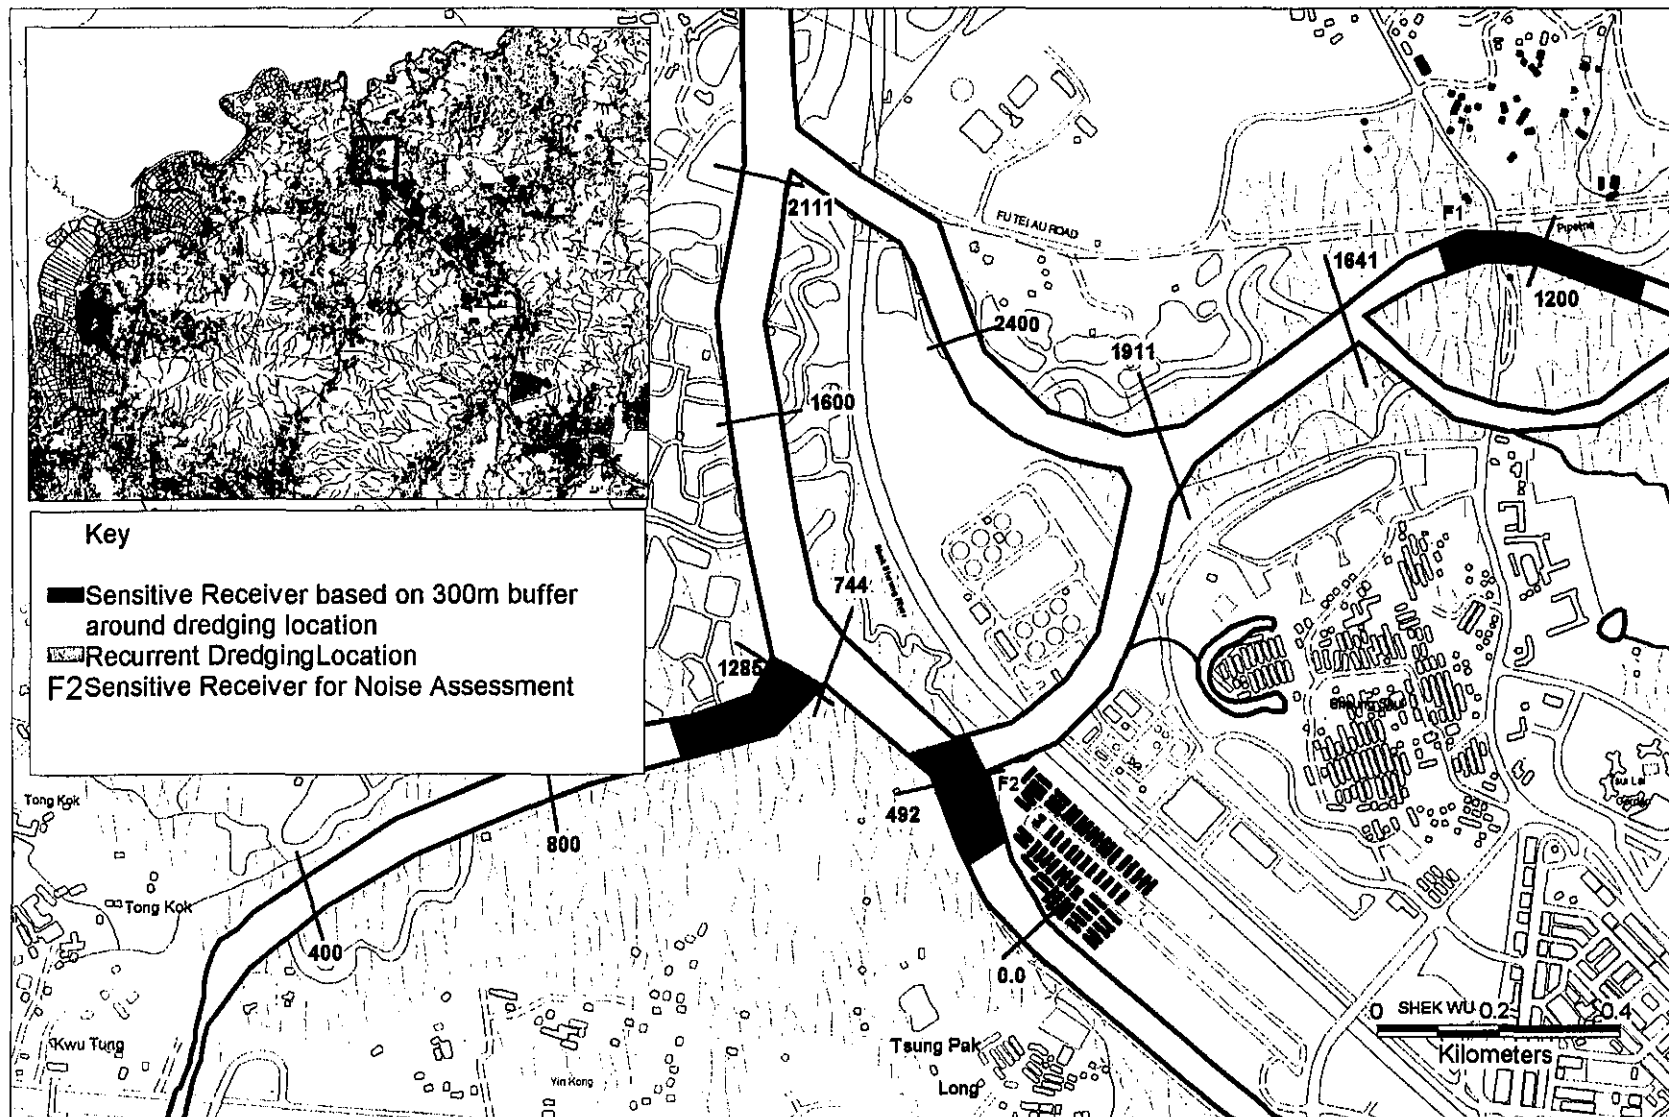 Key
Sensitive Receiver based on 300m buffer
around dredging location
Recurrent DredgingLocation
F2 Sensitive Receiver for Noise Assessment
2111
FU TEI AU ROAD
F1
Pipeline
1641
1200
2400
1911
1600
744
1285
F2
492
800
400
0.0
Tong Kok
Tong Kok
Kwu Tung
Yin Kong
Tsung Pak
Long
0 SHEK WU 0.2 0.4
Kilometers